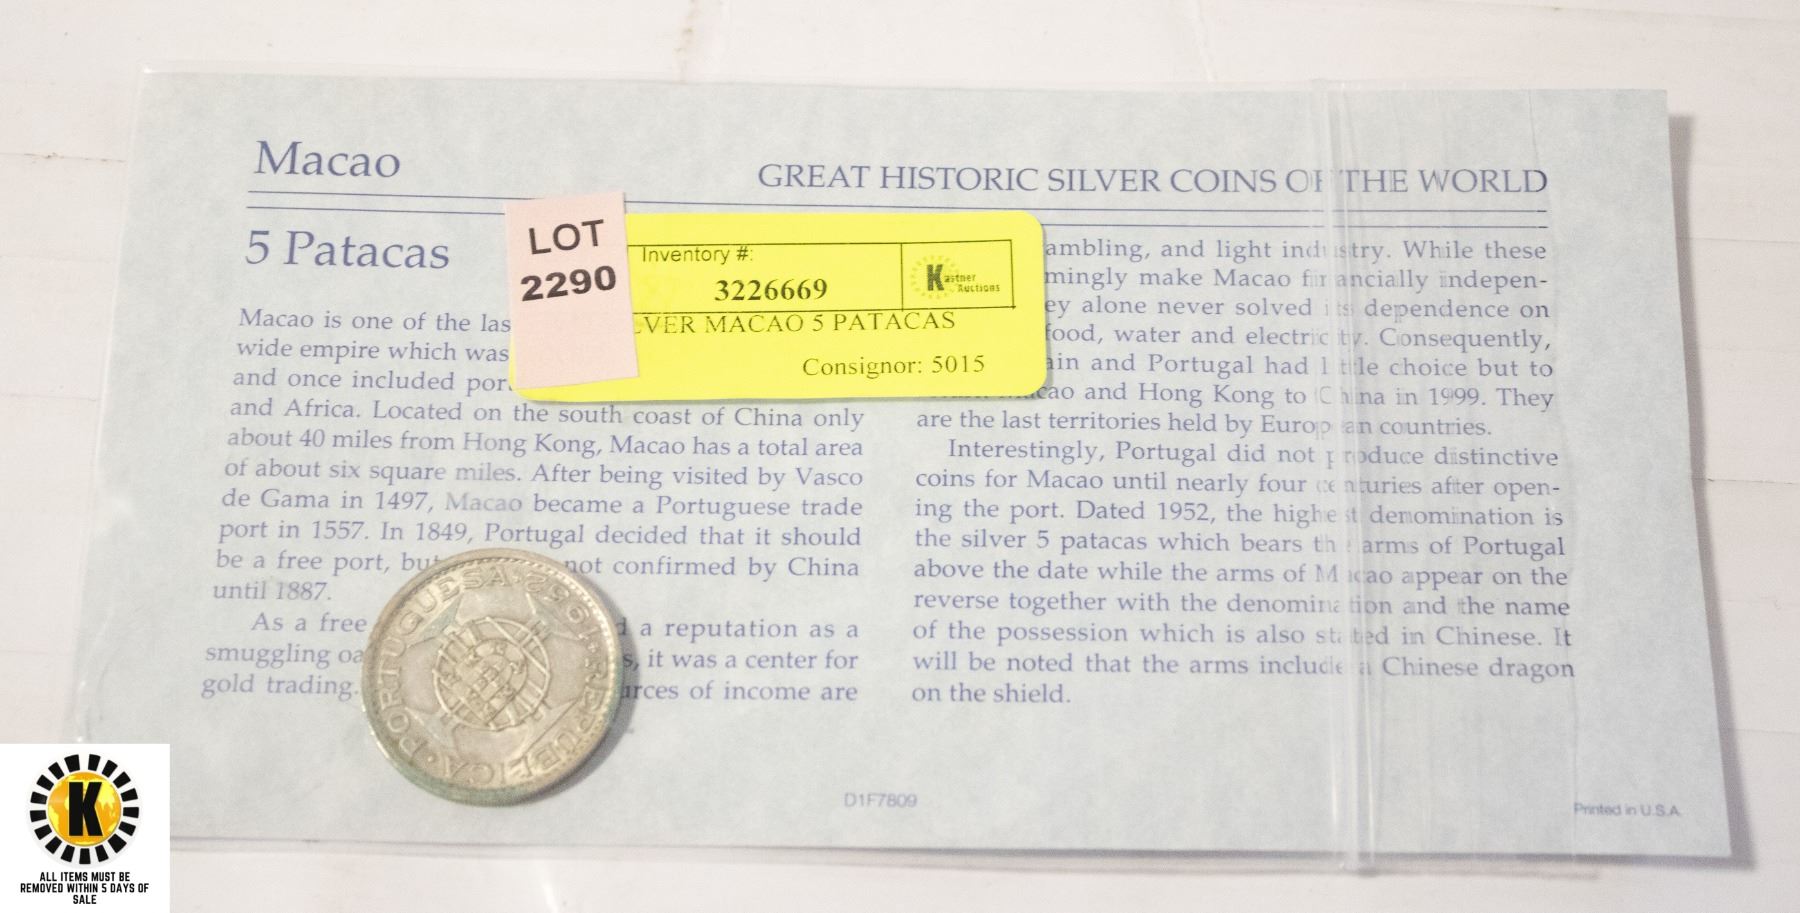 Macao
GREAT HISTORIC SILVER COINS OF THE WORLD
5 Patacas
LOT
2290
Inventory #:
3226669
Kastner
Auctions
MACAO 5 PATACAS
Consignor: 5015
Macao is one of the
wide empire which was
and once included
and Africa. Located on the south coast of China only
about 40 miles from Hong Kong, Macao has a total area
of about six square miles. After being visited by Vasco
de Gama in 1497, Macao became a Portuguese trade
port in 1557. In 1849, Portugal decided that it should
be a free port, not confirmed by China
until 1887.
As a free a reputation as a
smuggling it was a center for
gold trading. of income are
and light industry. While these
make Macao financially indepen-
alone never solved its dependence on
food, water and electricity. Consequently,
and Portugal had little choice but to
and Hong Kong to China in 1999. They
are the last territories held by European countries.
Interestingly, Portugal did not produce distinctive
coins for Macao until nearly four centuries after open-
ing the port. Dated 1952, the highest denomination is
the silver 5 patacas which bears the arms of Portugal
above the date while the arms of Macao appear on the
reverse together with the denomination and the name
of the possession which is also stated in Chinese. It
will be noted that the arms include a Chinese dragon
on the shield.
REPÚBLICA · PORTUGUESA · 1952
D1F7809
Printed in U.S.A.
K
ALL ITEMS MUST BE
REMOVED WITHIN 5 DAYS OF
SALE